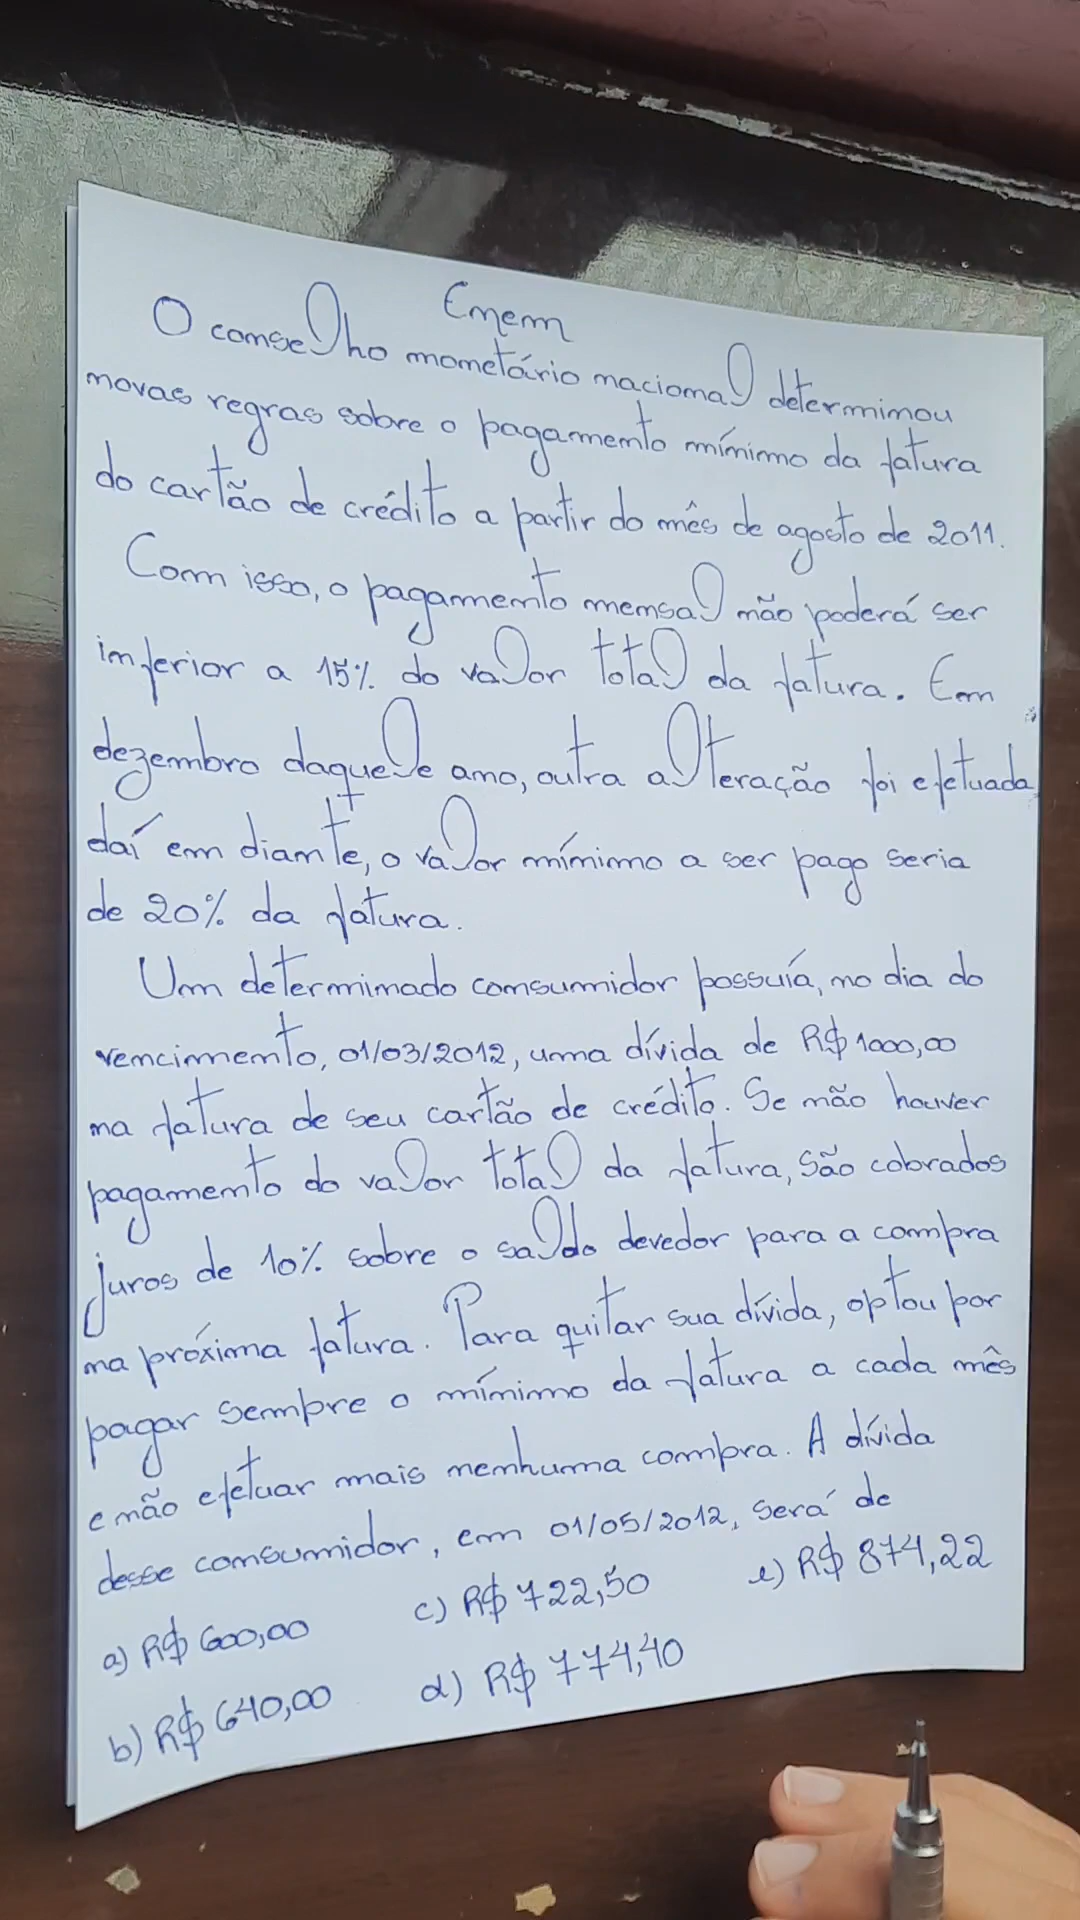 Enem
O conselho monetário nacional determinou
novas regras sobre o pagamento mínimo da fatura
do cartão de crédito a partir do mês de agosto de 2011.
Com isso, o pagamento mensal não poderá ser
inferior a 15% do valor total da fatura. Em
dezembro daquele ano, outra alteração foi efetuada
daí em diante, o valor mínimo a ser pago seria
de 20% da fatura.
Um determinado consumidor possuía, no dia do
vencimento, 01/03/2012, uma dívida de R$ 1000,00
na fatura de seu cartão de crédito. Se não houver
pagamento do valor total da fatura, são cobrados
juros de 10% sobre o saldo devedor para a compra
na próxima fatura. Para quitar sua dívida, optou por
pagar sempre o mínimo da fatura a cada mês
e não efetuar mais nenhuma compra. A dívida
desse consumidor, em 01/05/2012, será de
a) R$ 600,00 c) R$ 722,50 e) R$ 874,22
b) R$ 640,00 d) R$ 774,40